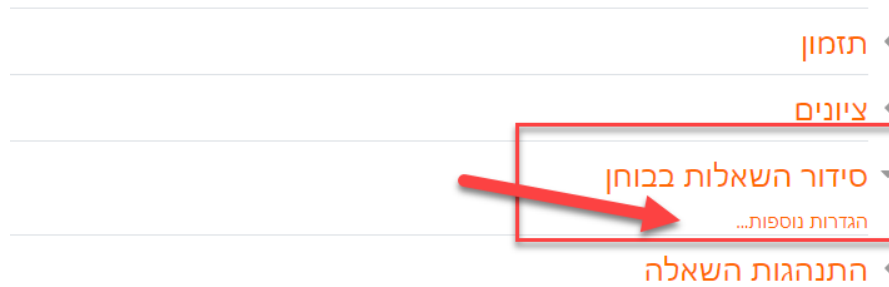 תזמון
ציונים
סידור השאלות בבוחן
הגדרות נוספות...
התנהגות השאלה